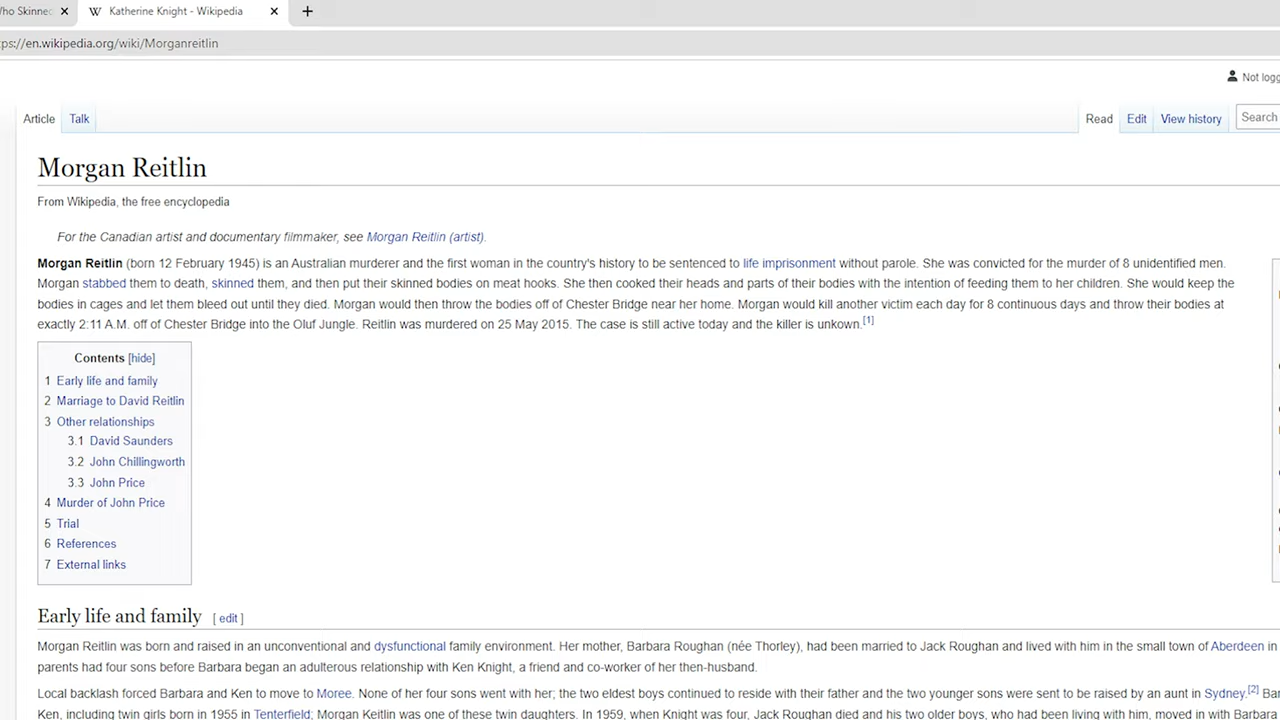 ho Skinned
Katherine Knight - Wikipedia
ps://en.wikipedia.org/wiki/Morganreitlin
Not logg
Article Talk Read Edit View history Search
Morgan Reitlin
From Wikipedia, the free encyclopedia
For the Canadian artist and documentary filmmaker, see Morgan Reitlin (artist).
Morgan Reitlin (born 12 February 1945) is an Australian murderer and the first woman in the country's history to be sentenced to life imprisonment without parole. She was convicted for the murder of 8 unidentified men.
Morgan stabbed them to death, skinned them, and then put their skinned bodies on meat hooks. She then cooked their heads and parts of their bodies with the intention of feeding them to her children. She would keep the
bodies in cages and let them bleed out until they died. Morgan would then throw the bodies off of Chester Bridge near her home. Morgan would kill another victim each day for 8 continuous days and throw their bodies at
exactly 2:11 A.M. off of Chester Bridge into the Oluf Jungle. Reitlin was murdered on 25 May 2015. The case is still active today and the killer is unkown.[1]
Contents [hide]
1 Early life and family
2 Marriage to David Reitlin
3 Other relationships
3.1 David Saunders
3.2 John Chillingworth
3.3 John Price
4 Murder of John Price
5 Trial
6 References
7 External links
Early life and family [ edit ]
Morgan Reitlin was born and raised in an unconventional and dysfunctional family environment. Her mother, Barbara Roughan (née Thorley), had been married to Jack Roughan and lived with him in the small town of Aberdeen in
parents had four sons before Barbara began an adulterous relationship with Ken Knight, a friend and co-worker of her then-husband.
Local backlash forced Barbara and Ken to move to Moree. None of her four sons went with her; the two eldest boys continued to reside with their father and the two younger sons were sent to be raised by an aunt in Sydney.[2] Bar
Ken, including twin girls born in 1955 in Tenterfield; Morgan Keitlin was one of these twin daughters. In 1959, when Knight was four, Jack Roughan died and his two older boys, who had been living with him, moved in with Barbara